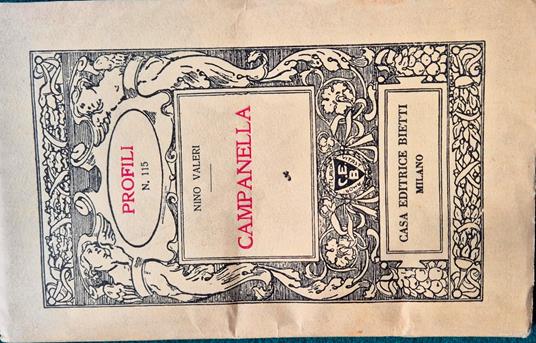 PROFILI
N. 115
NINO VALERI
CAMPANELLA
C.E.
B.
CASA EDITRICE BIETTI
MILANO